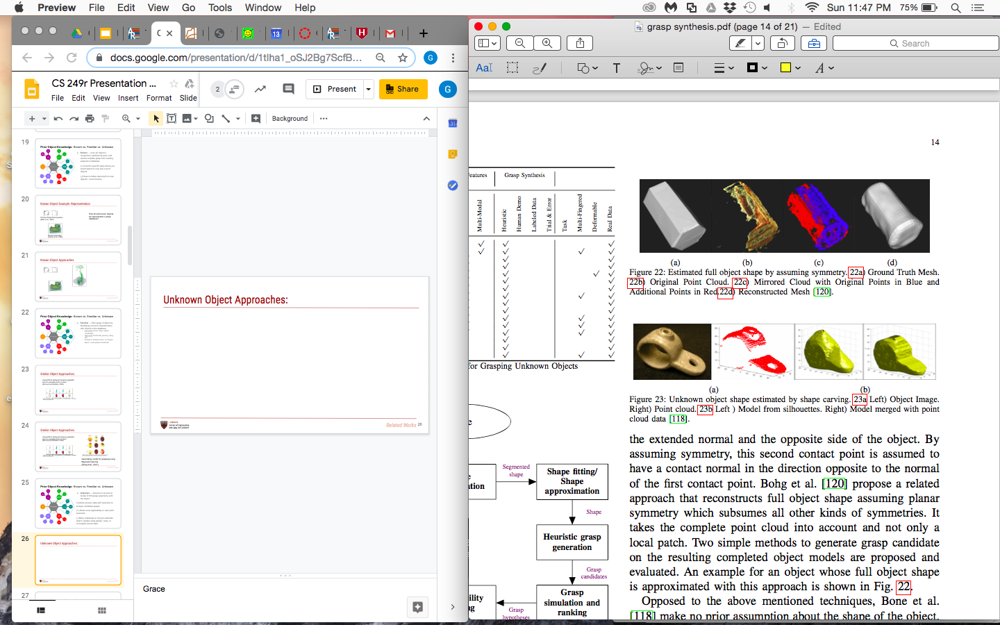 Preview File Edit View Go Tools Window Help
Sun 11:47 PM 75%
docs.google.com/presentation/d/1tlha1_oSJ2Bg7ScfB...
G
CS 249r Presentation ...
File Edit View Insert Format Slide
2
Present
Share
G
Background
19
Prior Object Knowledge: Known vs. Familiar vs. Unknown
20
Known Object Example: Representation
21
Known Object Approaches
22
Prior Object Knowledge: Known vs. Familiar vs. Unknown
23
Similar Object Approaches:
24
Similar Object Approaches:
25
Prior Object Knowledge: Known vs. Familiar vs. Unknown
26
Unknown Object Approaches:
27
Unknown Object Approaches:
Related Works 26
Grace
grasp synthesis.pdf (page 14 of 21) — Edited
Search
14
Features Grasp Synthesis
Multi-Modal
Heuristic
Human Demo
Labeled Data
Trial & Error
Task
Multi-Fingered
Deformable
Real Data
for Grasping Unknown Objects
Segmented
shape
Shape fitting/
Shape
approximation
Shape
Heuristic grasp
generation
Grasp
candidates
Grasp
simulation and
ranking
Grasp
hypotheses
(a) (b) (c) (d)
Figure 22: Estimated full object shape by assuming symmetry. 22a) Ground Truth Mesh.
22b) Original Point Cloud. 22c) Mirrored Cloud with Original Points in Blue and
Additional Points in Red.22d) Reconstructed Mesh [120].
(a) (b)
Figure 23: Unknown object shape estimated by shape carving. 23a Left) Object Image.
Right) Point cloud. 23b Left ) Model from silhouettes. Right) Model merged with point
cloud data [118].
the extended normal and the opposite side of the object. By
assuming symmetry, this second contact point is assumed to
have a contact normal in the direction opposite to the normal
of the first contact point. Bohg et al. [120] propose a related
approach that reconstructs full object shape assuming planar
symmetry which subsumes all other kinds of symmetries. It
takes the complete point cloud into account and not only a
local patch. Two simple methods to generate grasp candidate
on the resulting completed object models are proposed and
evaluated. An example for an object whose full object shape
is approximated with this approach is shown in Fig. 22.
Opposed to the above mentioned techniques, Bone et al.
[118] make no prior assumption about the shape of the object.